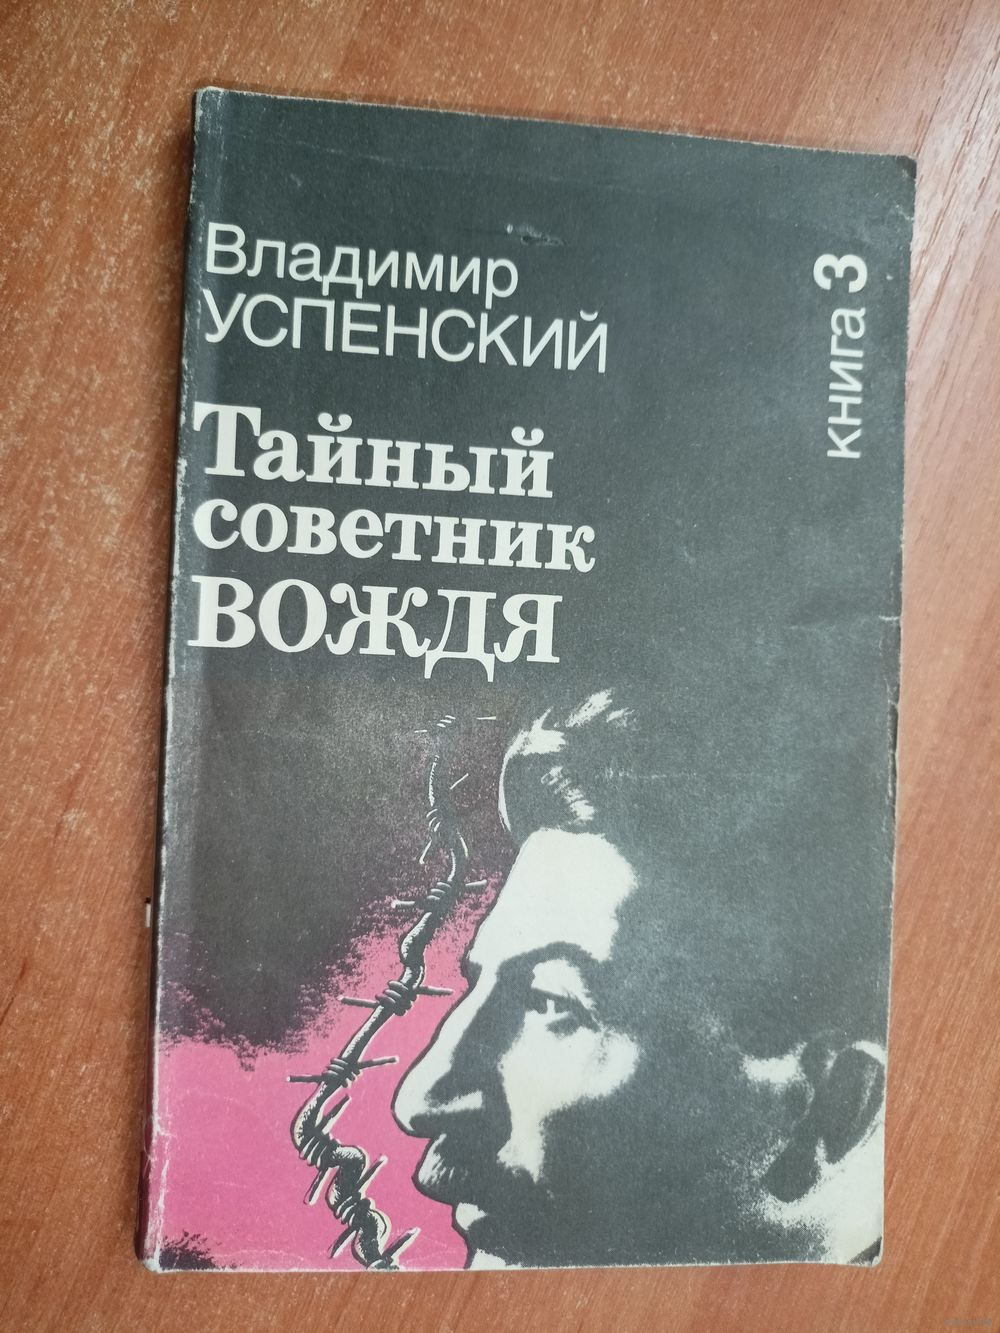 Владимир
УСПЕНСКИЙ
книга 3
Тайный
советник
ВОЖДЯ